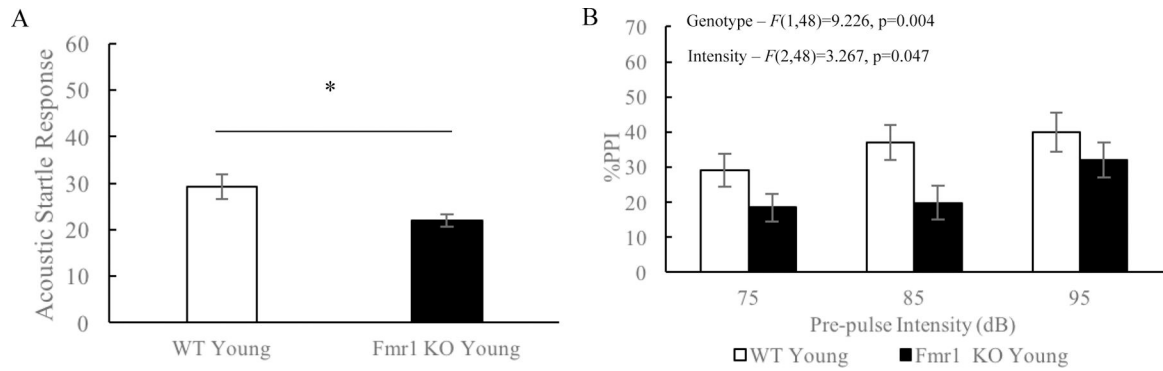 A
Acoustic Startle Response
60
50
40
30
20
10
0
*
WT Young
Fmr1 KO Young
B
Genotype – F(1,48)=9.226, p=0.004
Intensity – F(2,48)=3.267, p=0.047
%PPI
70
60
50
40
30
20
10
0
75
85
95
Pre-pulse Intensity (dB)
WT Young
Fmr1 KO Young